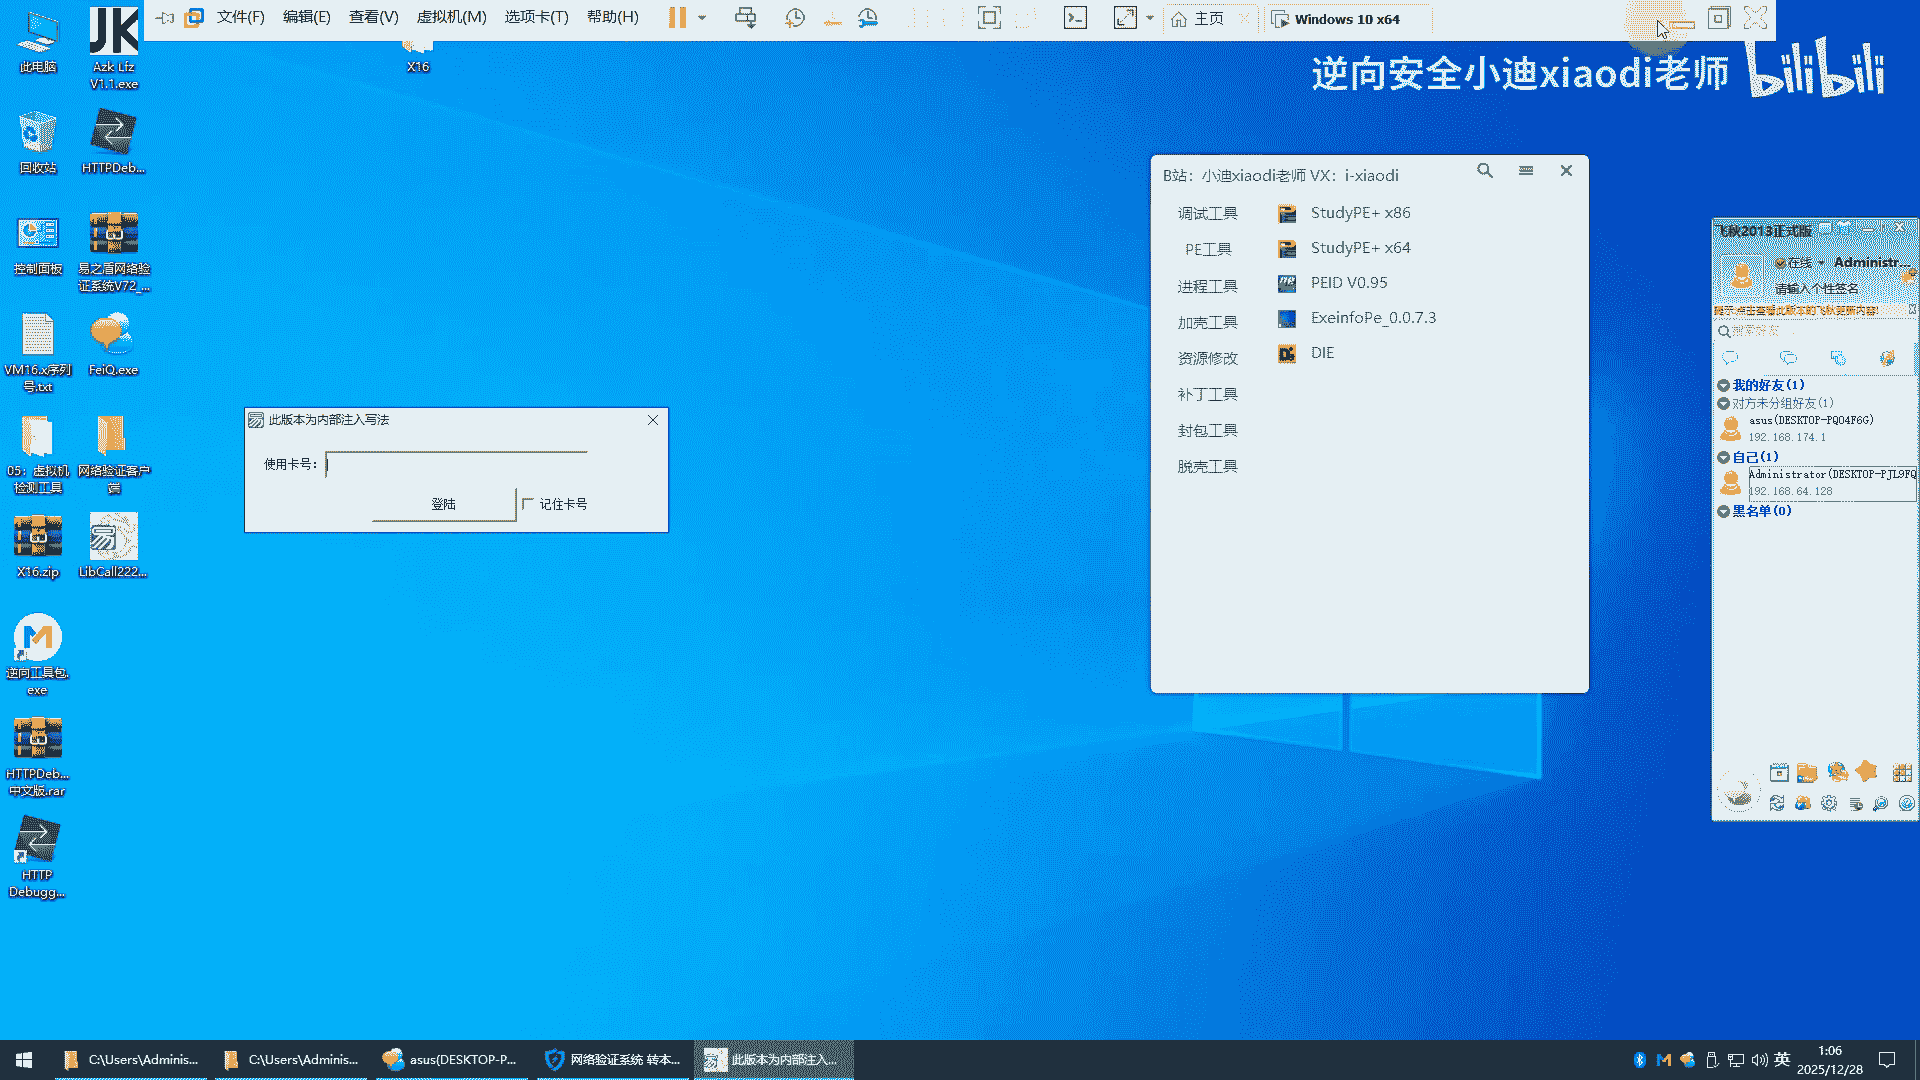 文件(F) 编辑(E) 查看(V) 虚拟机(M) 选项卡(T) 帮助(H)
主页
Windows 10 x64
逆向安全小迪xiaodi老师
bilibili
此电脑
JK
Azk Lfz
V1.1.exe
X16
回收站
HTTPDeb...
控制面板
易之盾网络验
证系统V72_...
VM16.x序列
号.txt
FeiQ.exe
05：虚拟机
检测工具
网络验证客户
端
X16.zip
LibCall222...
逆向工具包.
exe
HTTPDeb...
中文版.rar
HTTP
Debugg...
此版本为内部注入写法
使用卡号：
登陆
记住卡号
B站：小迪xiaodi老师 VX：i-xiaodi
调试工具
PE工具
进程工具
加壳工具
资源修改
补丁工具
封包工具
脱壳工具
StudyPE+ x86
StudyPE+ x64
PEID V0.95
ExeinfoPe_0.0.7.3
DIE
飞秋2013正式版
在线
Administr...
请输入个性签名
我的好友(1)
对方未分组好友(1)
asus(DESKTOP-PQO4F6G)
192.168.174.1
自己(1)
Administrator(DESKTOP-PJL9FQ
192.168.64.128
黑名单(0)
C:\Users\Adminis...
C:\Users\Adminis...
asus(DESKTOP-P...
网络验证系统 转本...
此版本为内部注入...
英
1:06
2025/12/28